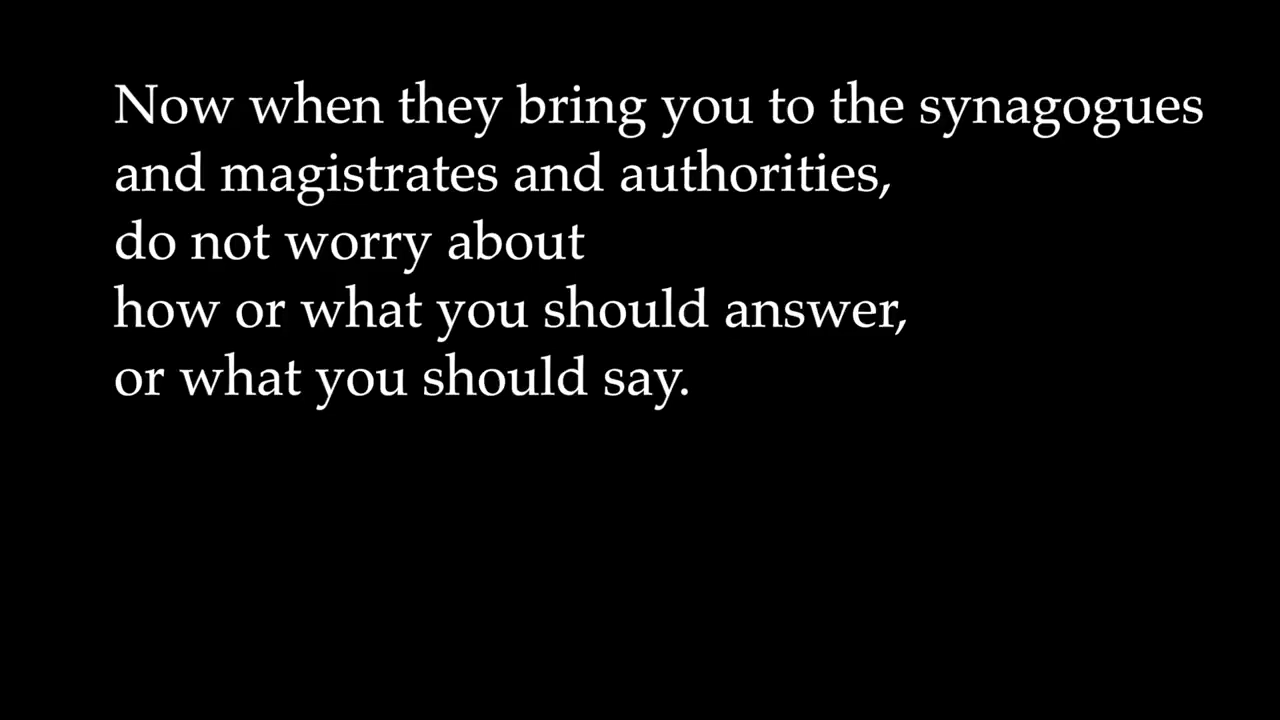 Now when they bring you to the synagogues
and magistrates and authorities,
do not worry about
how or what you should answer,
or what you should say.